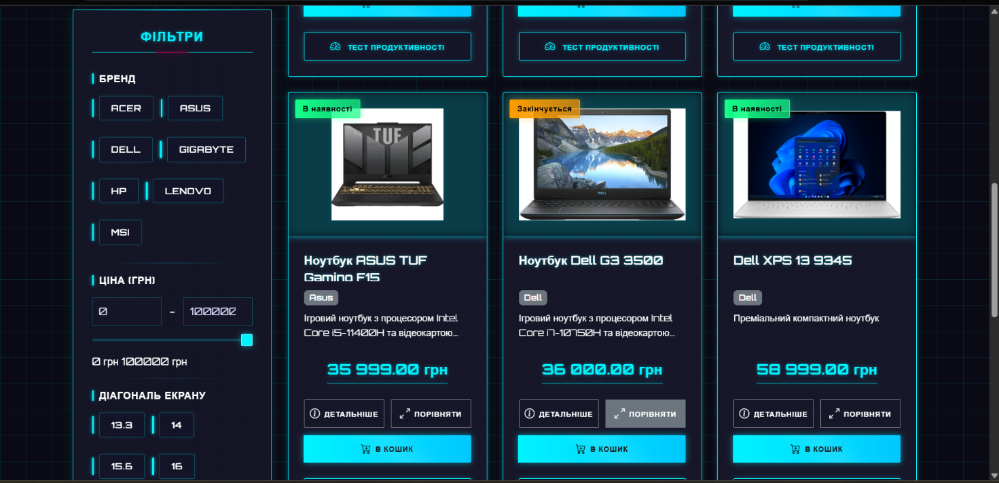 ФІЛЬТРИ
БРЕНД
ACER
ASUS
DELL
GIGABYTE
HP
LENOVO
MSI
ЦІНА (ГРН)
0
-
100000
0 грн 100000 грн
ДІАГОНАЛЬ ЕКРАНУ
13.3
14
15.6
16
ТЕСТ ПРОДУКТИВНОСТІ
ТЕСТ ПРОДУКТИВНОСТІ
ТЕСТ ПРОДУКТИВНОСТІ
В наявності
TUF
Ноутбук ASUS TUF
Gaming F15
Asus
Ігровий ноутбук з процесором Intel
Core i5-11400H та відеокартою...
35 999.00 грн
ДЕТАЛЬНІШЕ
ПОРІВНЯТИ
В КОШИК
Закінчується
DELL
Ноутбук Dell G3 3500
Dell
Ігровий ноутбук з процесором Intel
Core i7-10750H та відеокартою...
36 000.00 грн
ДЕТАЛЬНІШЕ
ПОРІВНЯТИ
В КОШИК
В наявності
Dell XPS 13 9345
Dell
Преміальний компактний ноутбук
58 999.00 грн
ДЕТАЛЬНІШЕ
ПОРІВНЯТИ
В КОШИК